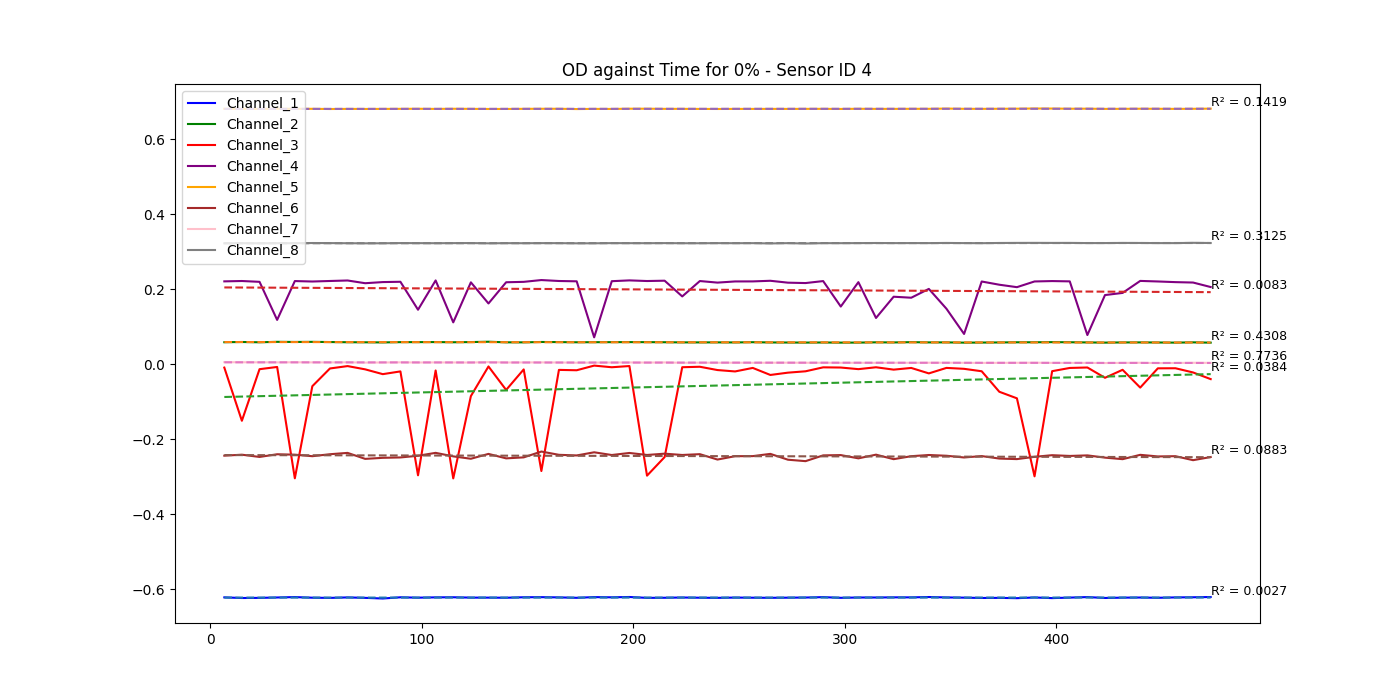 OD against Time for 0% - Sensor ID 4
Channel_1
Channel_2
Channel_3
Channel_4
Channel_5
Channel_6
Channel_7
Channel_8
R² = 0.1419
R² = 0.3125
R² = 0.0083
R² = 0.4308
R² = 0.7736
R² = 0.0384
R² = 0.0883
R² = 0.0027
0.6
0.4
0.2
0.0
−0.2
−0.4
−0.6
0 100 200 300 400